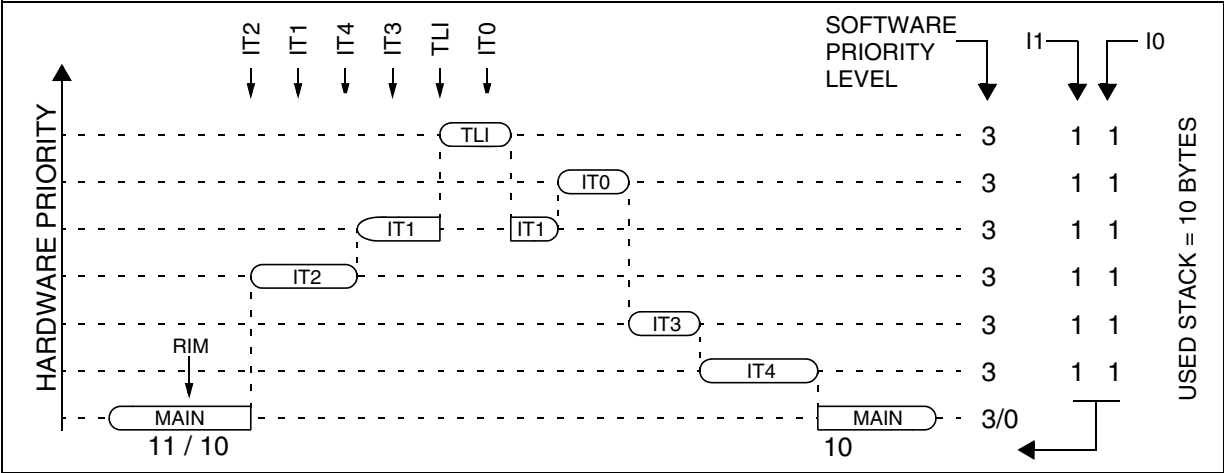 IT2
IT1
IT4
IT3
TLI
IT0
SOFTWARE
PRIORITY
LEVEL
I1
I0
HARDWARE PRIORITY
TLI
3
1 1
IT0
3
1 1
IT1
IT1
3
1 1
IT2
3
1 1
IT3
3
1 1
RIM
IT4
3
1 1
MAIN
MAIN
3/0
11 / 10
10
USED STACK = 10 BYTES